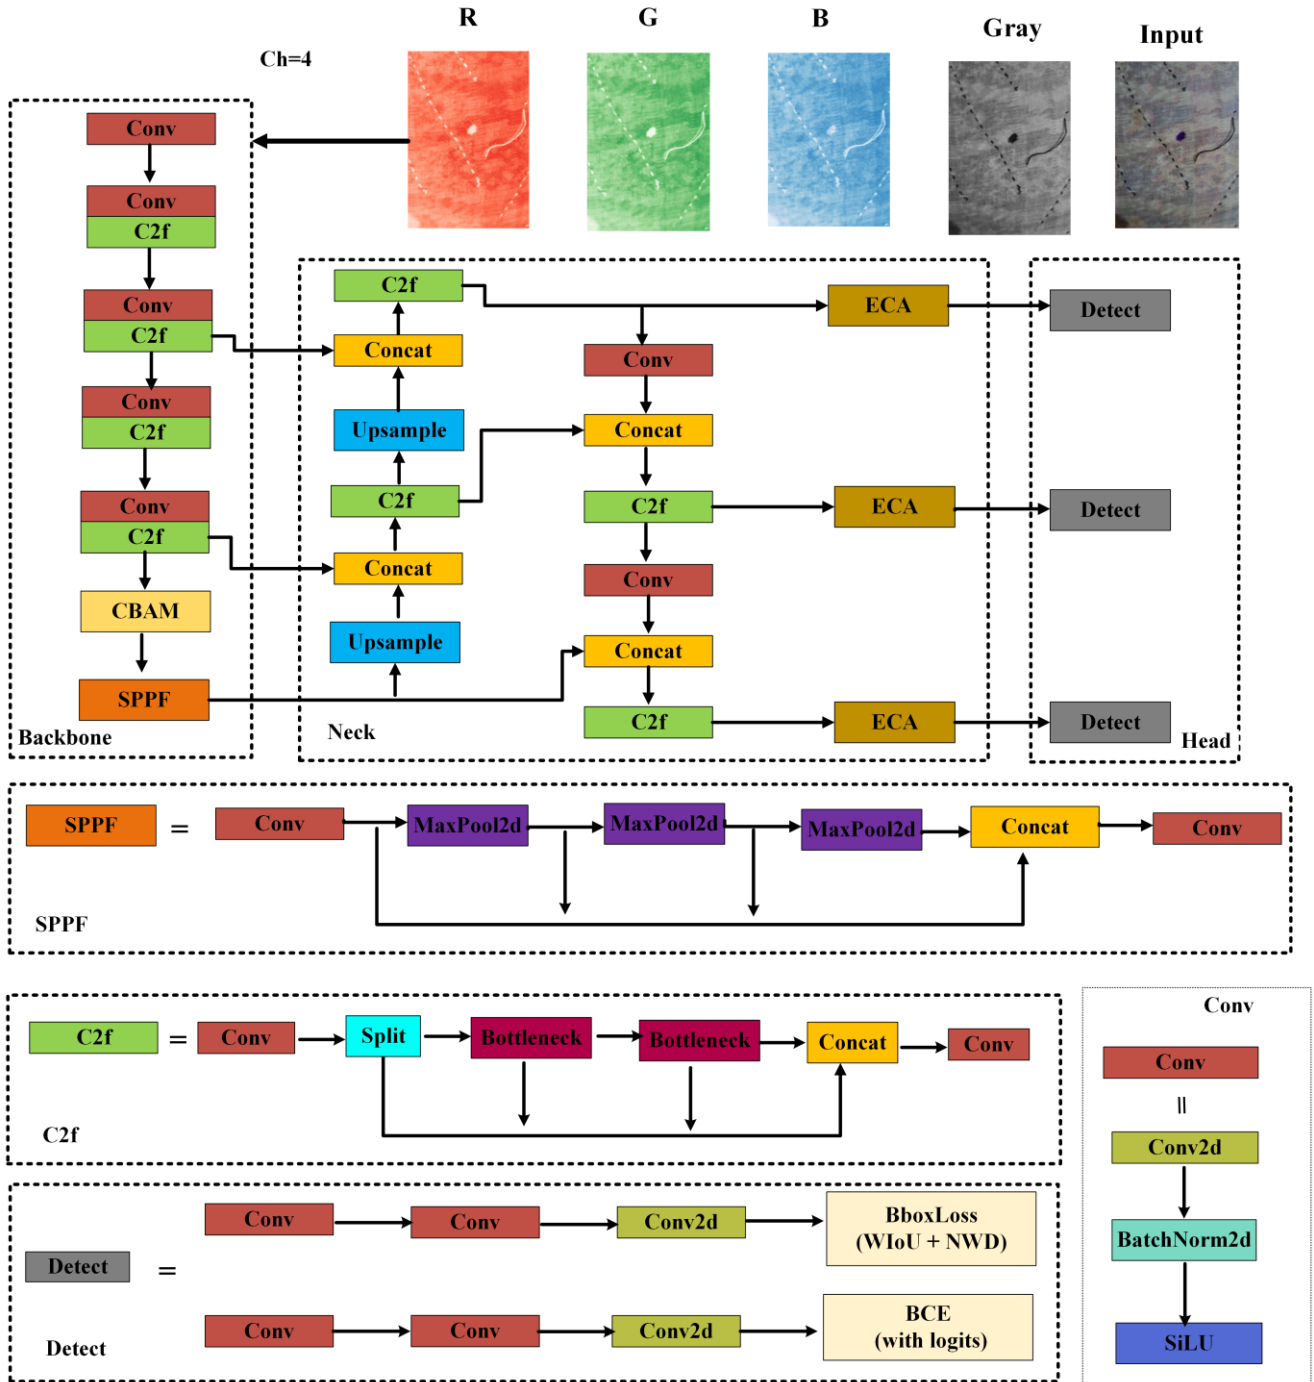 R
G
B
Gray
Input
Ch=4
Conv
Conv
C2f
Conv
C2f
Conv
C2f
Conv
C2f
CBAM
SPPF
Backbone
C2f
Concat
Upsample
C2f
Concat
Upsample
Neck
Conv
Concat
C2f
Conv
Concat
C2f
ECA
ECA
ECA
Detect
Detect
Detect
Head
SPPF = Conv MaxPool2d MaxPool2d MaxPool2d Concat Conv
SPPF
C2f = Conv Split Bottleneck Bottleneck Concat Conv
C2f
Detect =
Conv Conv Conv2d BboxLoss
(WIoU + NWD)
Conv Conv Conv2d BCE
(with logits)
Detect
Conv
Conv
=
Conv2d
BatchNorm2d
SiLU